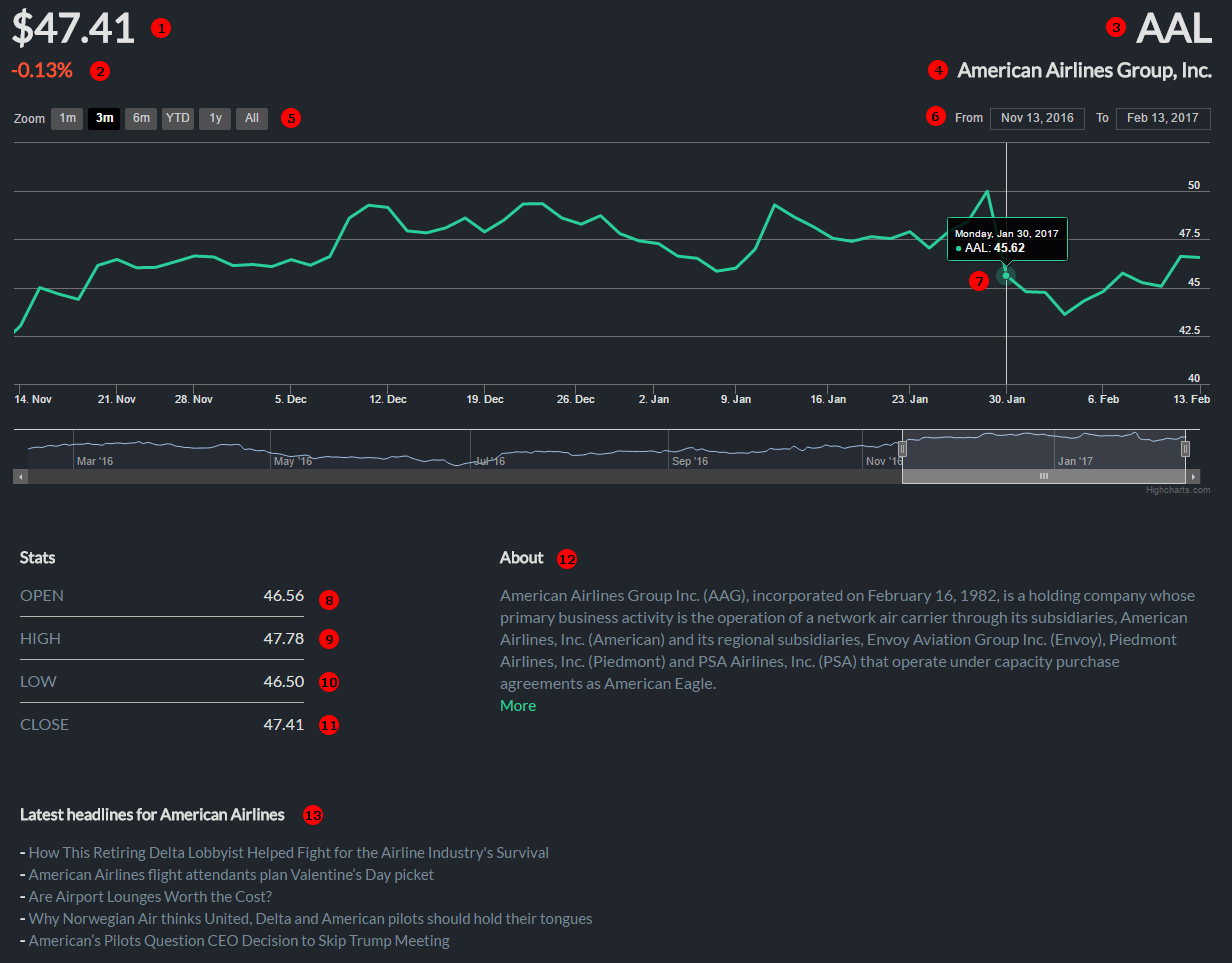 $47.41 1
3 AAL
-0.13% 2
4 American Airlines Group, Inc.
Zoom 1m 3m 6m YTD 1y All 5
6 From Nov 13, 2016 To Feb 13, 2017
50
47.5
Monday, Jan 30, 2017
● AAL: 45.62
7
45
42.5
40
14. Nov 21. Nov 28. Nov 5. Dec 12. Dec 19. Dec 26. Dec 2. Jan 9. Jan 16. Jan 23. Jan 30. Jan 6. Feb 13. Feb
Mar '16 May '16 Jul '16 Sep '16 Nov '16 Jan '17
Highcharts.com
Stats
OPEN 46.56 8
HIGH 47.78 9
LOW 46.50 10
CLOSE 47.41 11
About 12
American Airlines Group Inc. (AAG), incorporated on February 16, 1982, is a holding company whose
primary business activity is the operation of a network air carrier through its subsidiaries, American
Airlines, Inc. (American) and its regional subsidiaries, Envoy Aviation Group Inc. (Envoy), Piedmont
Airlines, Inc. (Piedmont) and PSA Airlines, Inc. (PSA) that operate under capacity purchase
agreements as American Eagle.
More
Latest headlines for American Airlines 13
- How This Retiring Delta Lobbyist Helped Fight for the Airline Industry's Survival
- American Airlines flight attendants plan Valentine’s Day picket
- Are Airport Lounges Worth the Cost?
- Why Norwegian Air thinks United, Delta and American pilots should hold their tongues
- American’s Pilots Question CEO Decision to Skip Trump Meeting